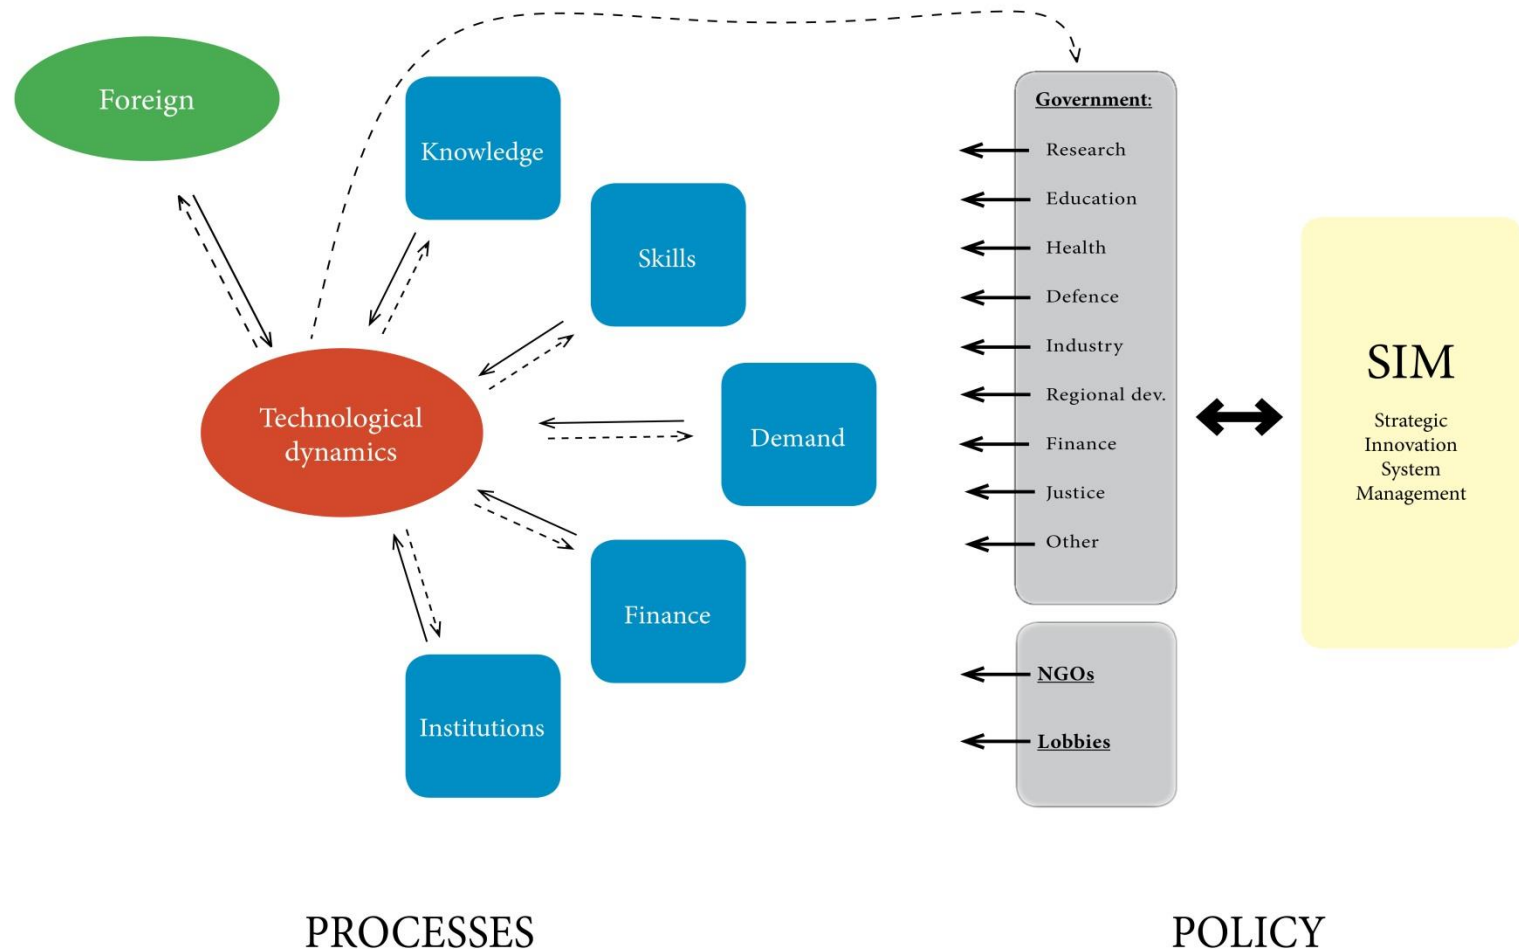 Foreign
Knowledge
Skills
Technological
dynamics
Demand
Finance
Institutions
Government:
Research
Education
Health
Defence
Industry
Regional dev.
Finance
Justice
Other
NGOs
Lobbies
SIM
Strategic
Innovation
System
Management
PROCESSES
POLICY